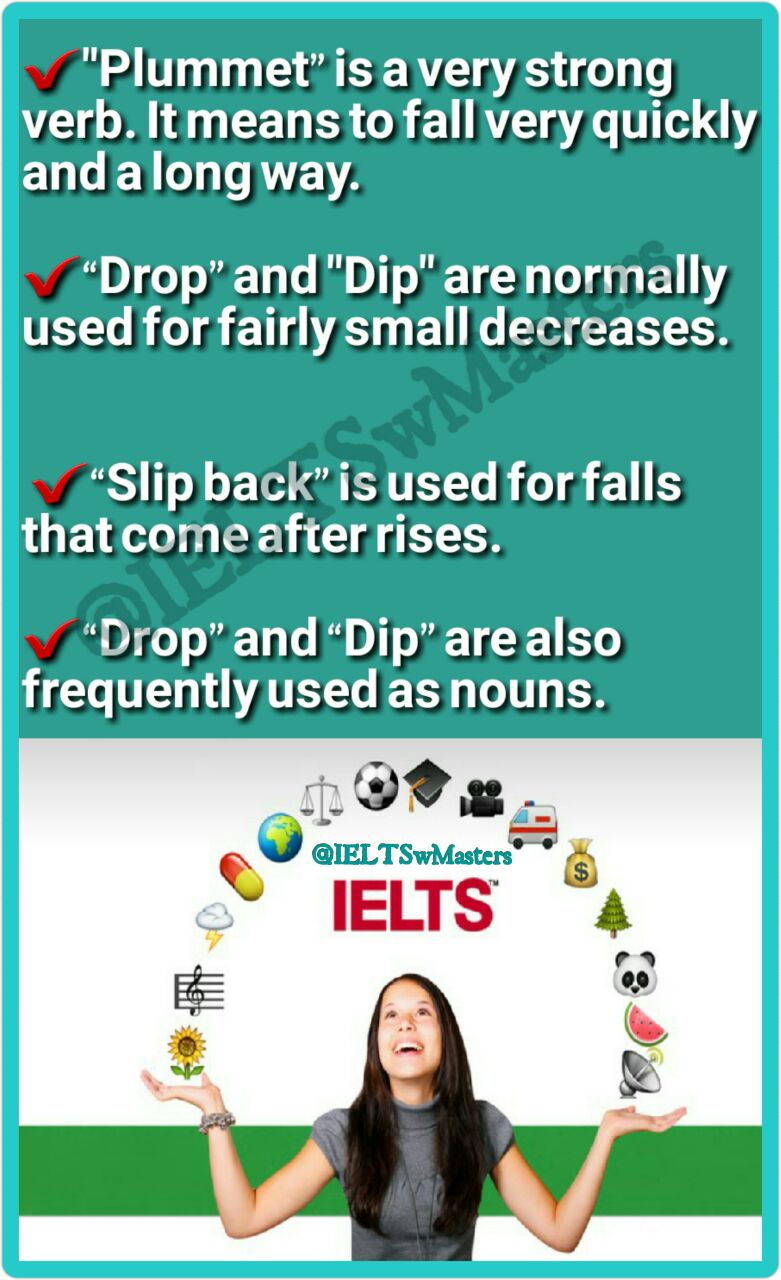 ✔"Plummet” is a very strong
verb. It means to fall very quickly
and a long way.
✔“Drop” and "Dip" are normally
used for fairly small decreases.
✔“Slip back” is used for falls
that come after rises.
✔“Drop” and “Dip” are also
frequently used as nouns.
@IELTSwMasters
@IELTSwMasters
IELTS™